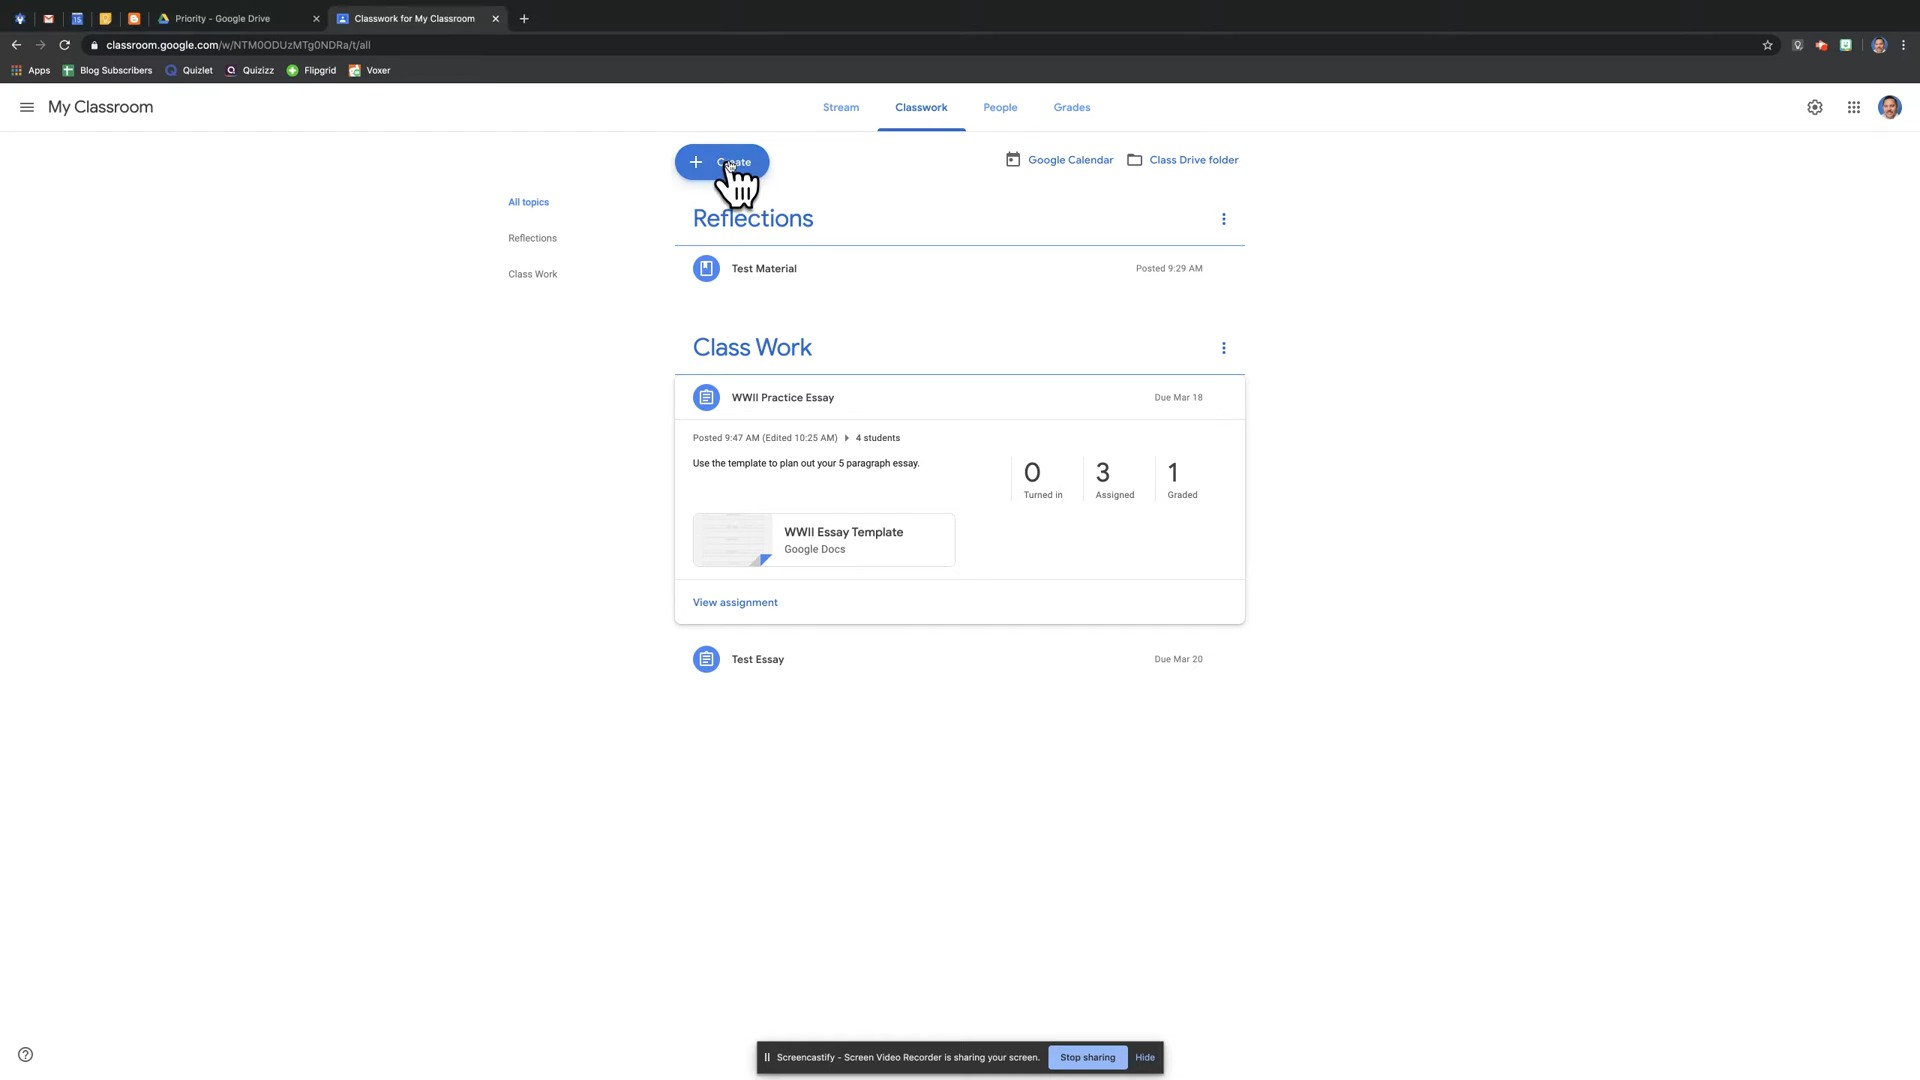 Priority - Google Drive
Classwork for My Classroom
classroom.google.com/w/NTM0ODUzMTg0NDRa/t/all
Apps
Blog Subscribers
Quizlet
Quizizz
Flipgrid
Voxer
My Classroom
Stream
Classwork
People
Grades
Create
Google Calendar
Class Drive folder
All topics
Reflections
Class Work
Reflections
Test Material
Posted 9:29 AM
Class Work
WWII Practice Essay
Due Mar 18
Posted 9:47 AM (Edited 10:25 AM)
4 students
Use the template to plan out your 5 paragraph essay.
0
Turned in
3
Assigned
1
Graded
WWII Essay Template
Google Docs
View assignment
Test Essay
Due Mar 20
Screencastify - Screen Video Recorder is sharing your screen.
Stop sharing
Hide